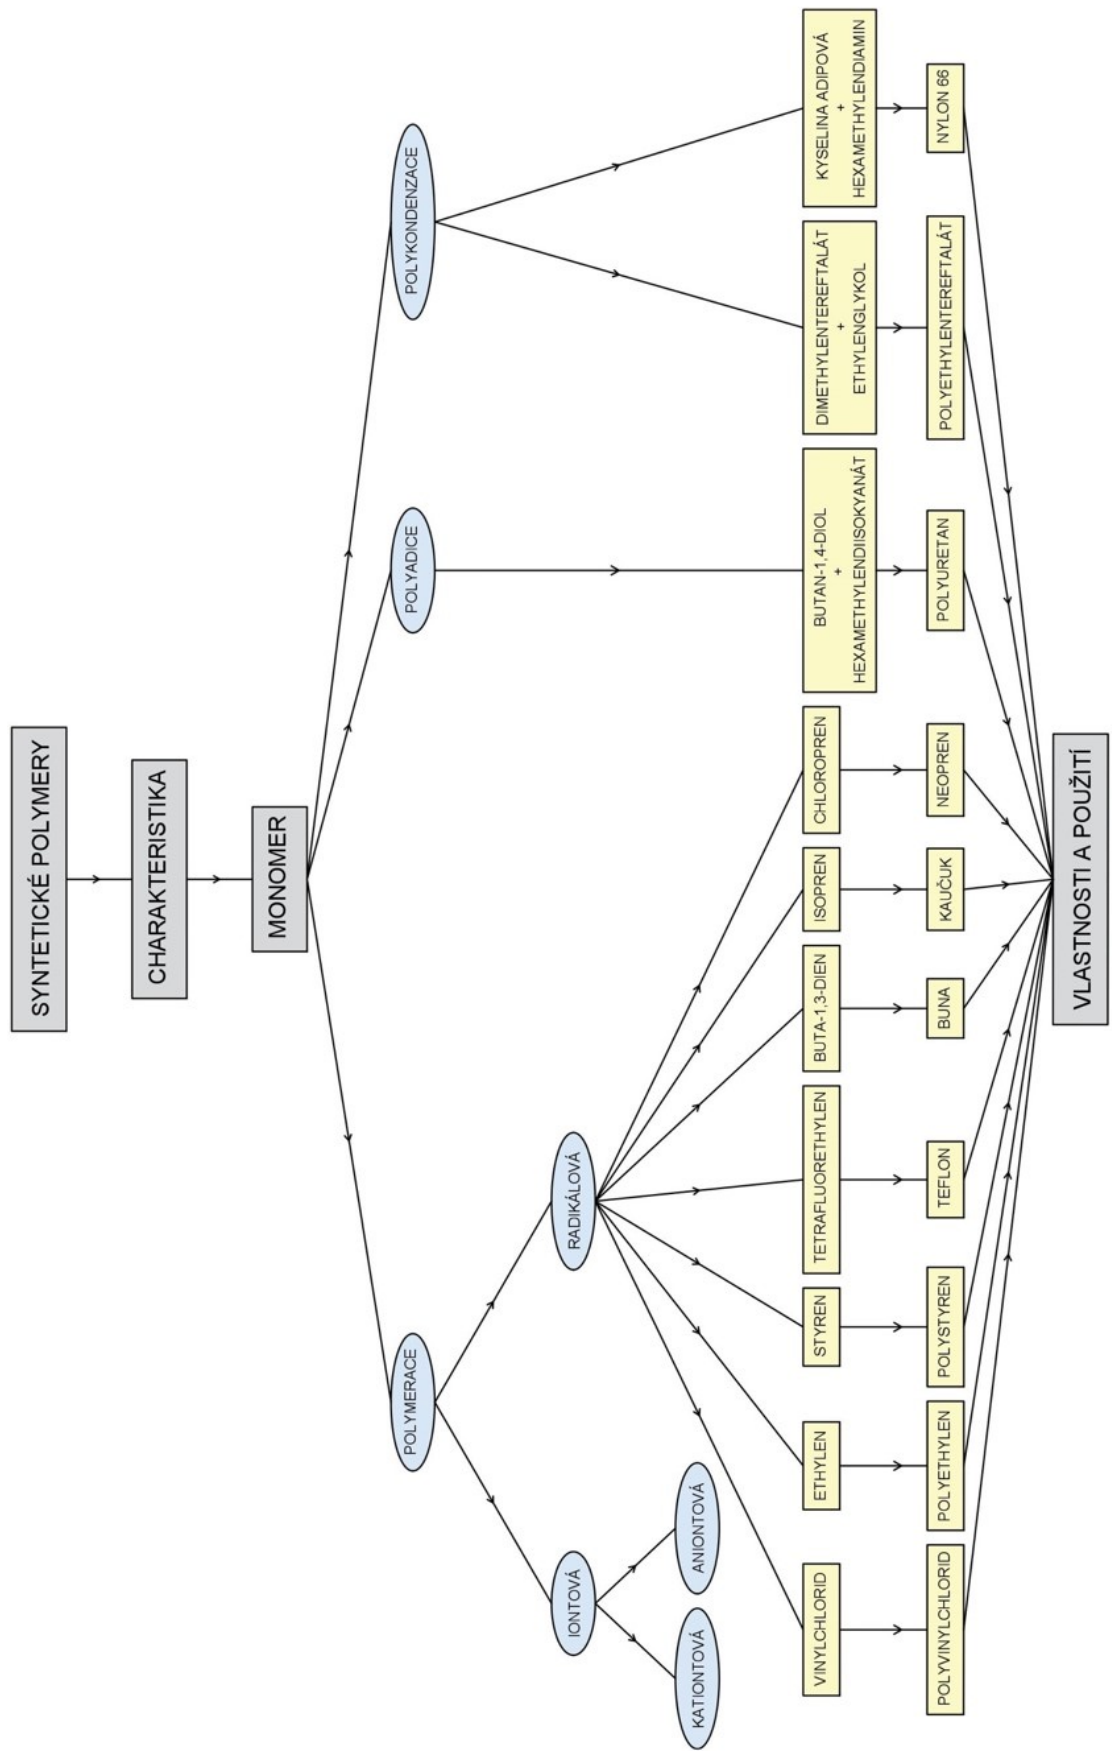 SYNTETICKÉ POLYMERY
CHARAKTERISTIKA
MONOMER
POLYMERACE
POLYADICE
POLYKONDENZACE
IONTOVÁ
RADIKÁLOVÁ
KATIONTOVÁ
ANIONTOVÁ
VINYLCHLORID
ETHYLEN
STYREN
TETRAFLUORETHYLEN
BUTA-1,3-DIEN
ISOPREN
CHLOROPREN
BUTAN-1,4-DIOL
+
HEXAMETHYLENDIISOKYANÁT
DIMETHYLENTEREFTALÁT
+
ETHYLENGLYKOL
KYSELINA ADIPOVÁ
+
HEXAMETHYLENDIAMIN
POLYVINYLCHLORID
POLYETHYLEN
POLYSTYREN
TEFLON
BUNA
KAUČUK
NEOPREN
POLYURETAN
POLYETHYLENTEREFTALÁT
NYLON 66
VLASTNOSTI A POUŽITÍ